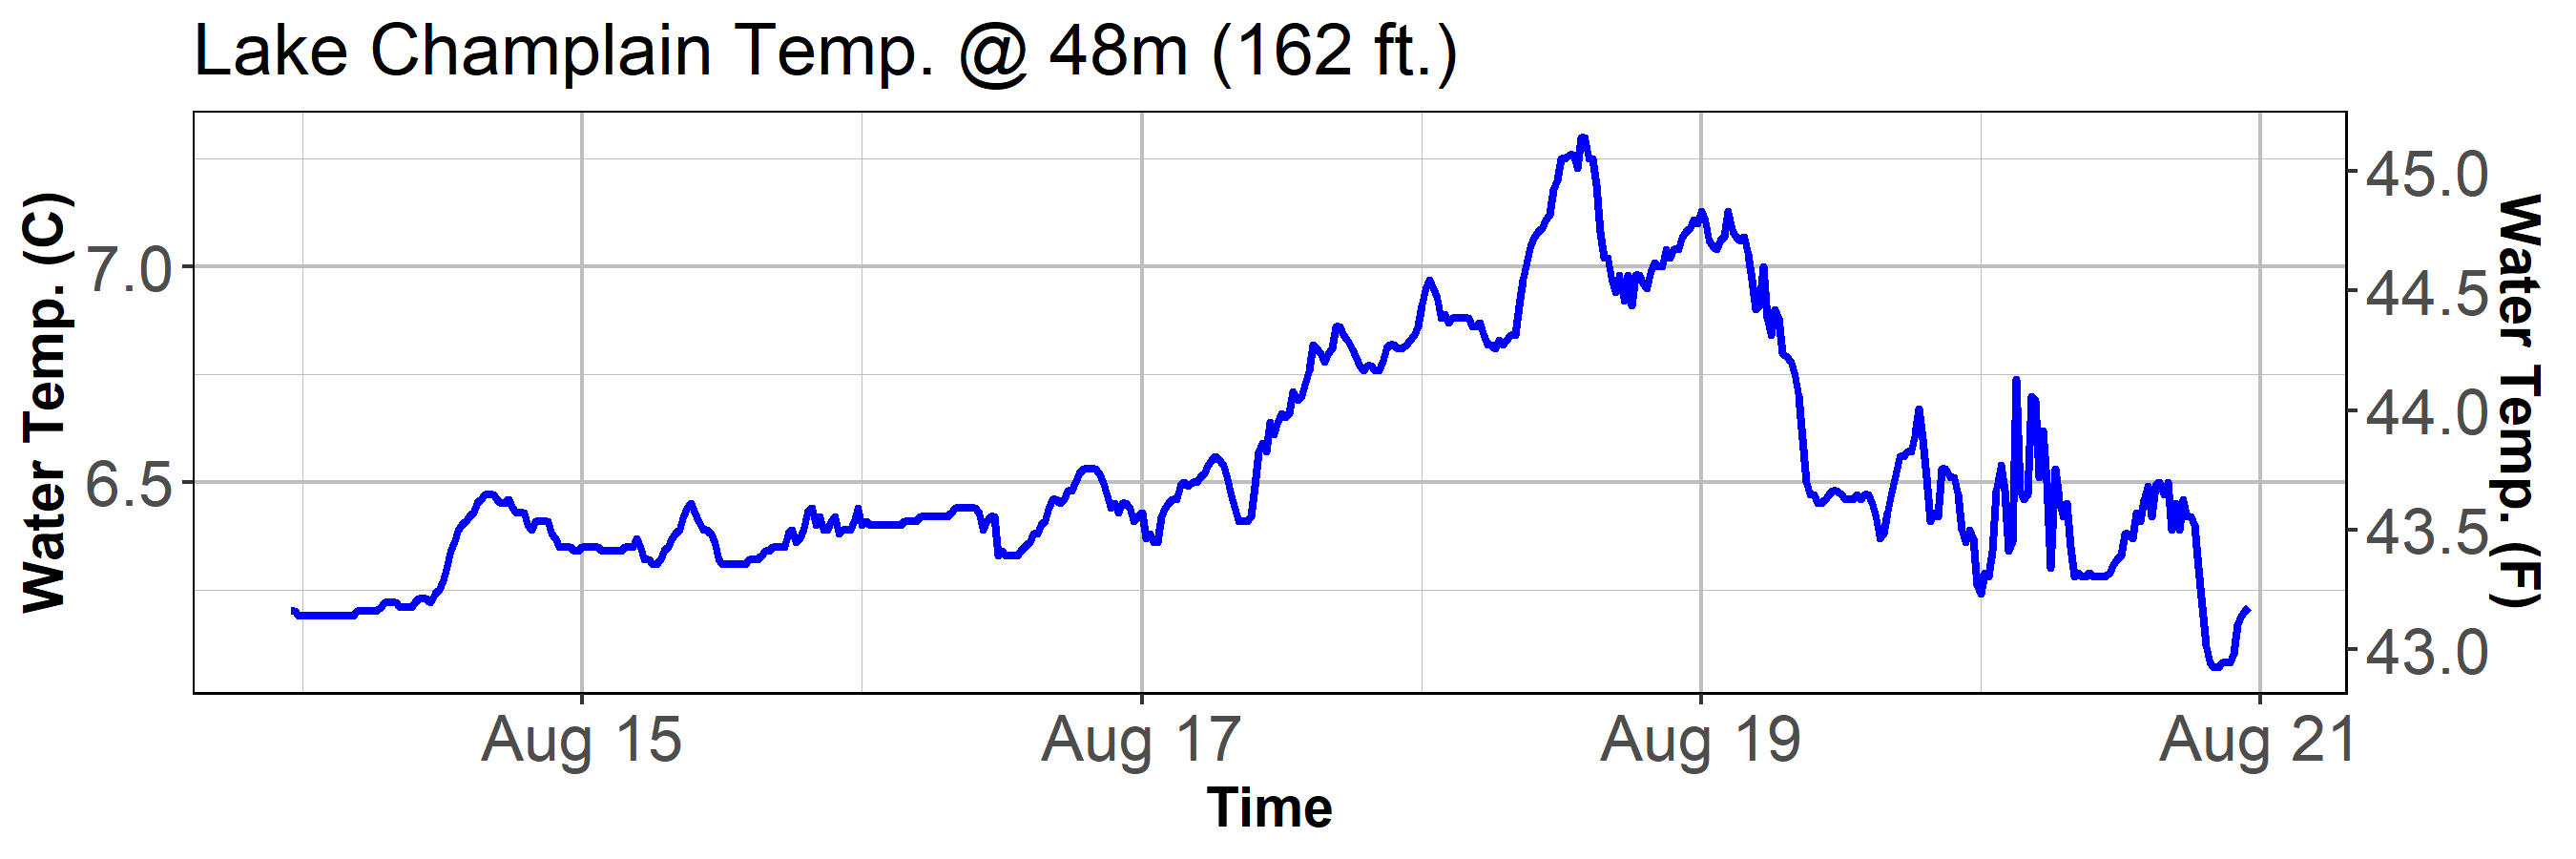 Lake Champlain Temp. @ 48m (162 ft.)
Water Temp. (C)
7.0
6.5
45.0
44.5
44.0
43.5
43.0
Water Temp. (F)
Aug 15 Aug 17 Aug 19 Aug 21
Time